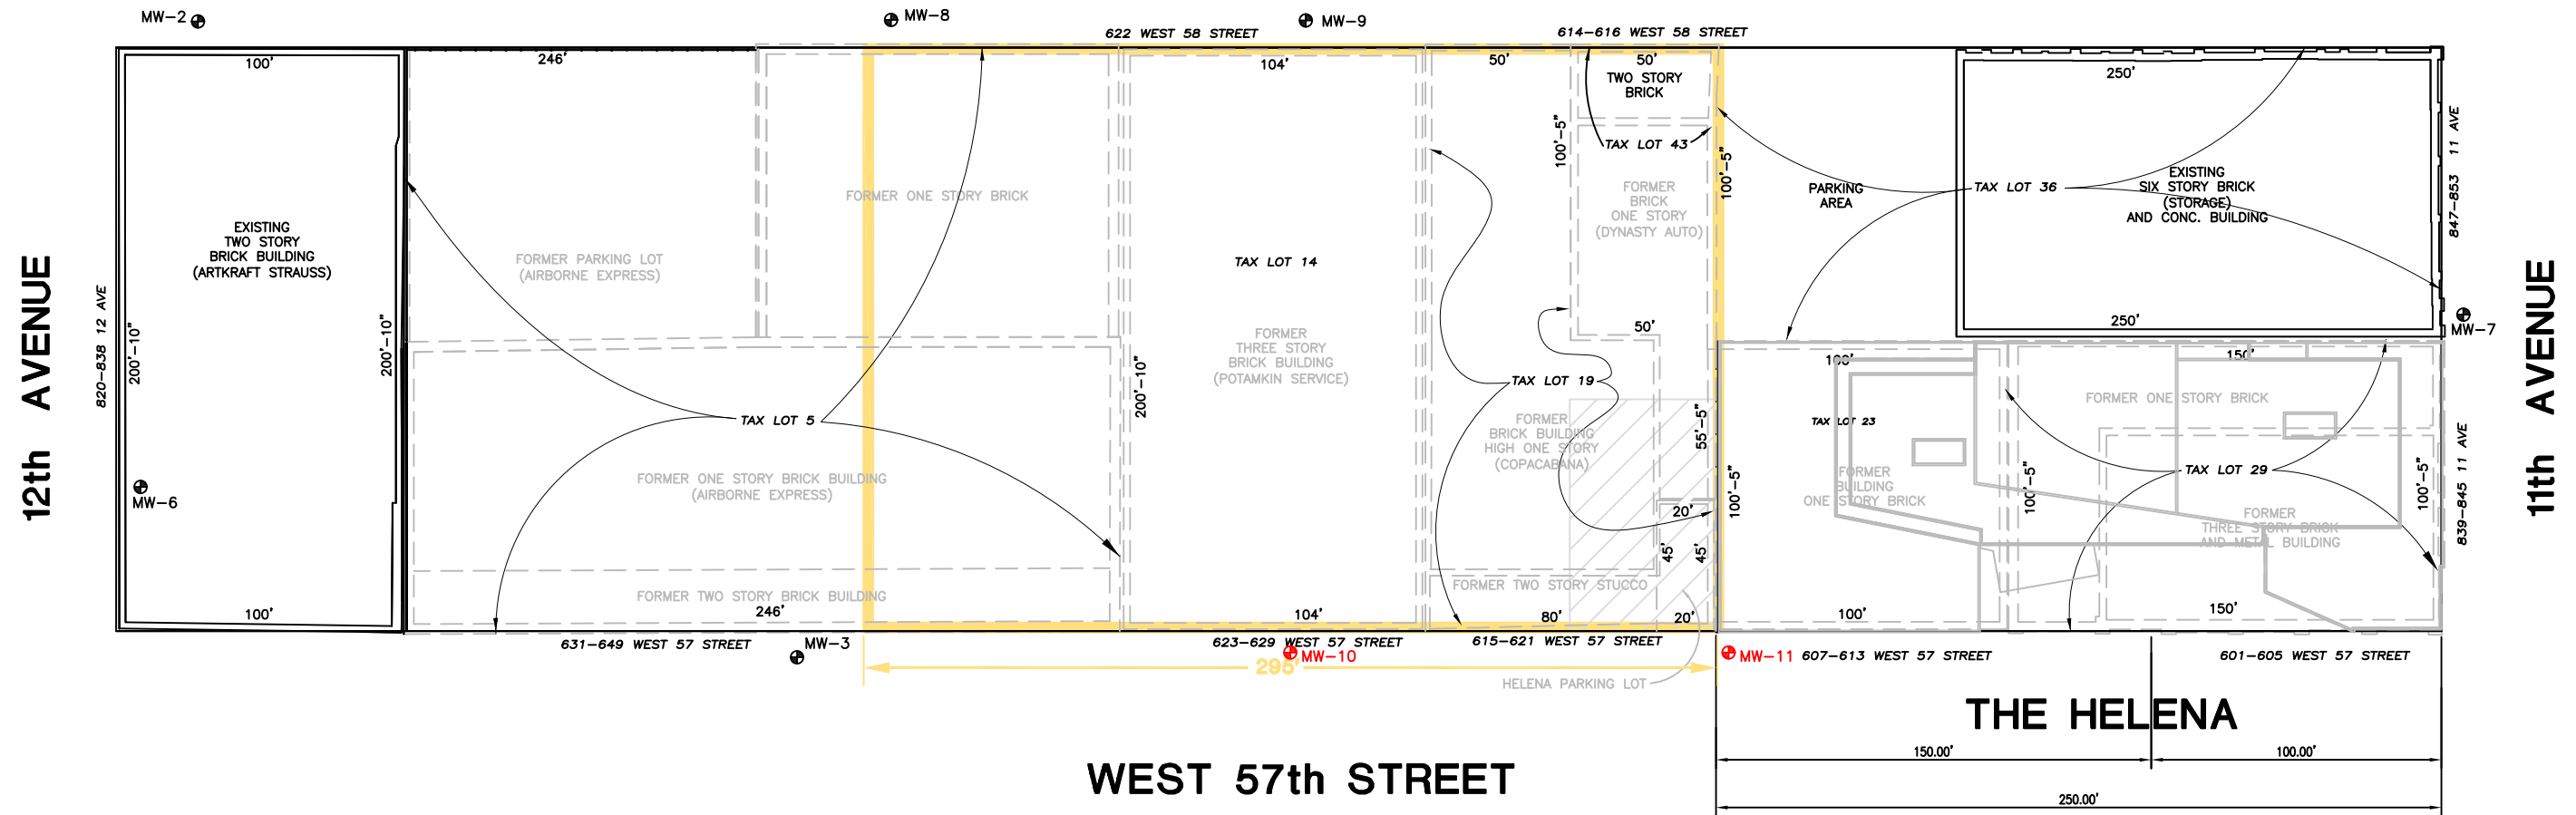 MW-2
MW-8
MW-9
622 WEST 58 STREET
614-616 WEST 58 STREET
100'
246'
104'
50'
50'
250'
TWO STORY
BRICK
TAX LOT 43
100'-5"
100'-5"
FORMER ONE STORY BRICK
FORMER
BRICK
ONE STORY
(DYNASTY AUTO)
PARKING
AREA
TAX LOT 36
EXISTING
SIX STORY BRICK
(STORAGE)
AND CONC. BUILDING
847-853 11 AVE
EXISTING
TWO STORY
BRICK BUILDING
(ARTKRAFT STRAUSS)
FORMER PARKING LOT
(AIRBORNE EXPRESS)
TAX LOT 14
12th AVENUE
820-838 12 AVE
200'-10"
200'-10"
11th AVENUE
MW-7
250'
50'
FORMER
THREE STORY
BRICK BUILDING
(POTAMKIN SERVICE)
200'-10"
TAX LOT 19
100'
150'
FORMER ONE STORY BRICK
TAX LOT 5
FORMER
BRICK BUILDING
HIGH ONE STORY
(COPACABANA)
55'-5"
TAX LOT 23
TAX LOT 29
839-845 11 AVE
MW-6
FORMER ONE STORY BRICK BUILDING
(AIRBORNE EXPRESS)
100'-5"
FORMER
BUILDING
ONE STORY BRICK
100'-5"
100'-5"
20'
45'
45'
FORMER
THREE STORY BRICK
AND METAL BUILDING
FORMER TWO STORY BRICK BUILDING
FORMER TWO STORY STUCCO
100'
246'
104'
80'
20'
100'
150'
631-649 WEST 57 STREET
MW-3
623-629 WEST 57 STREET
615-621 WEST 57 STREET
MW-10
MW-11
607-613 WEST 57 STREET
601-605 WEST 57 STREET
295'
HELENA PARKING LOT
THE HELENA
WEST 57th STREET
150.00'
100.00'
250.00'